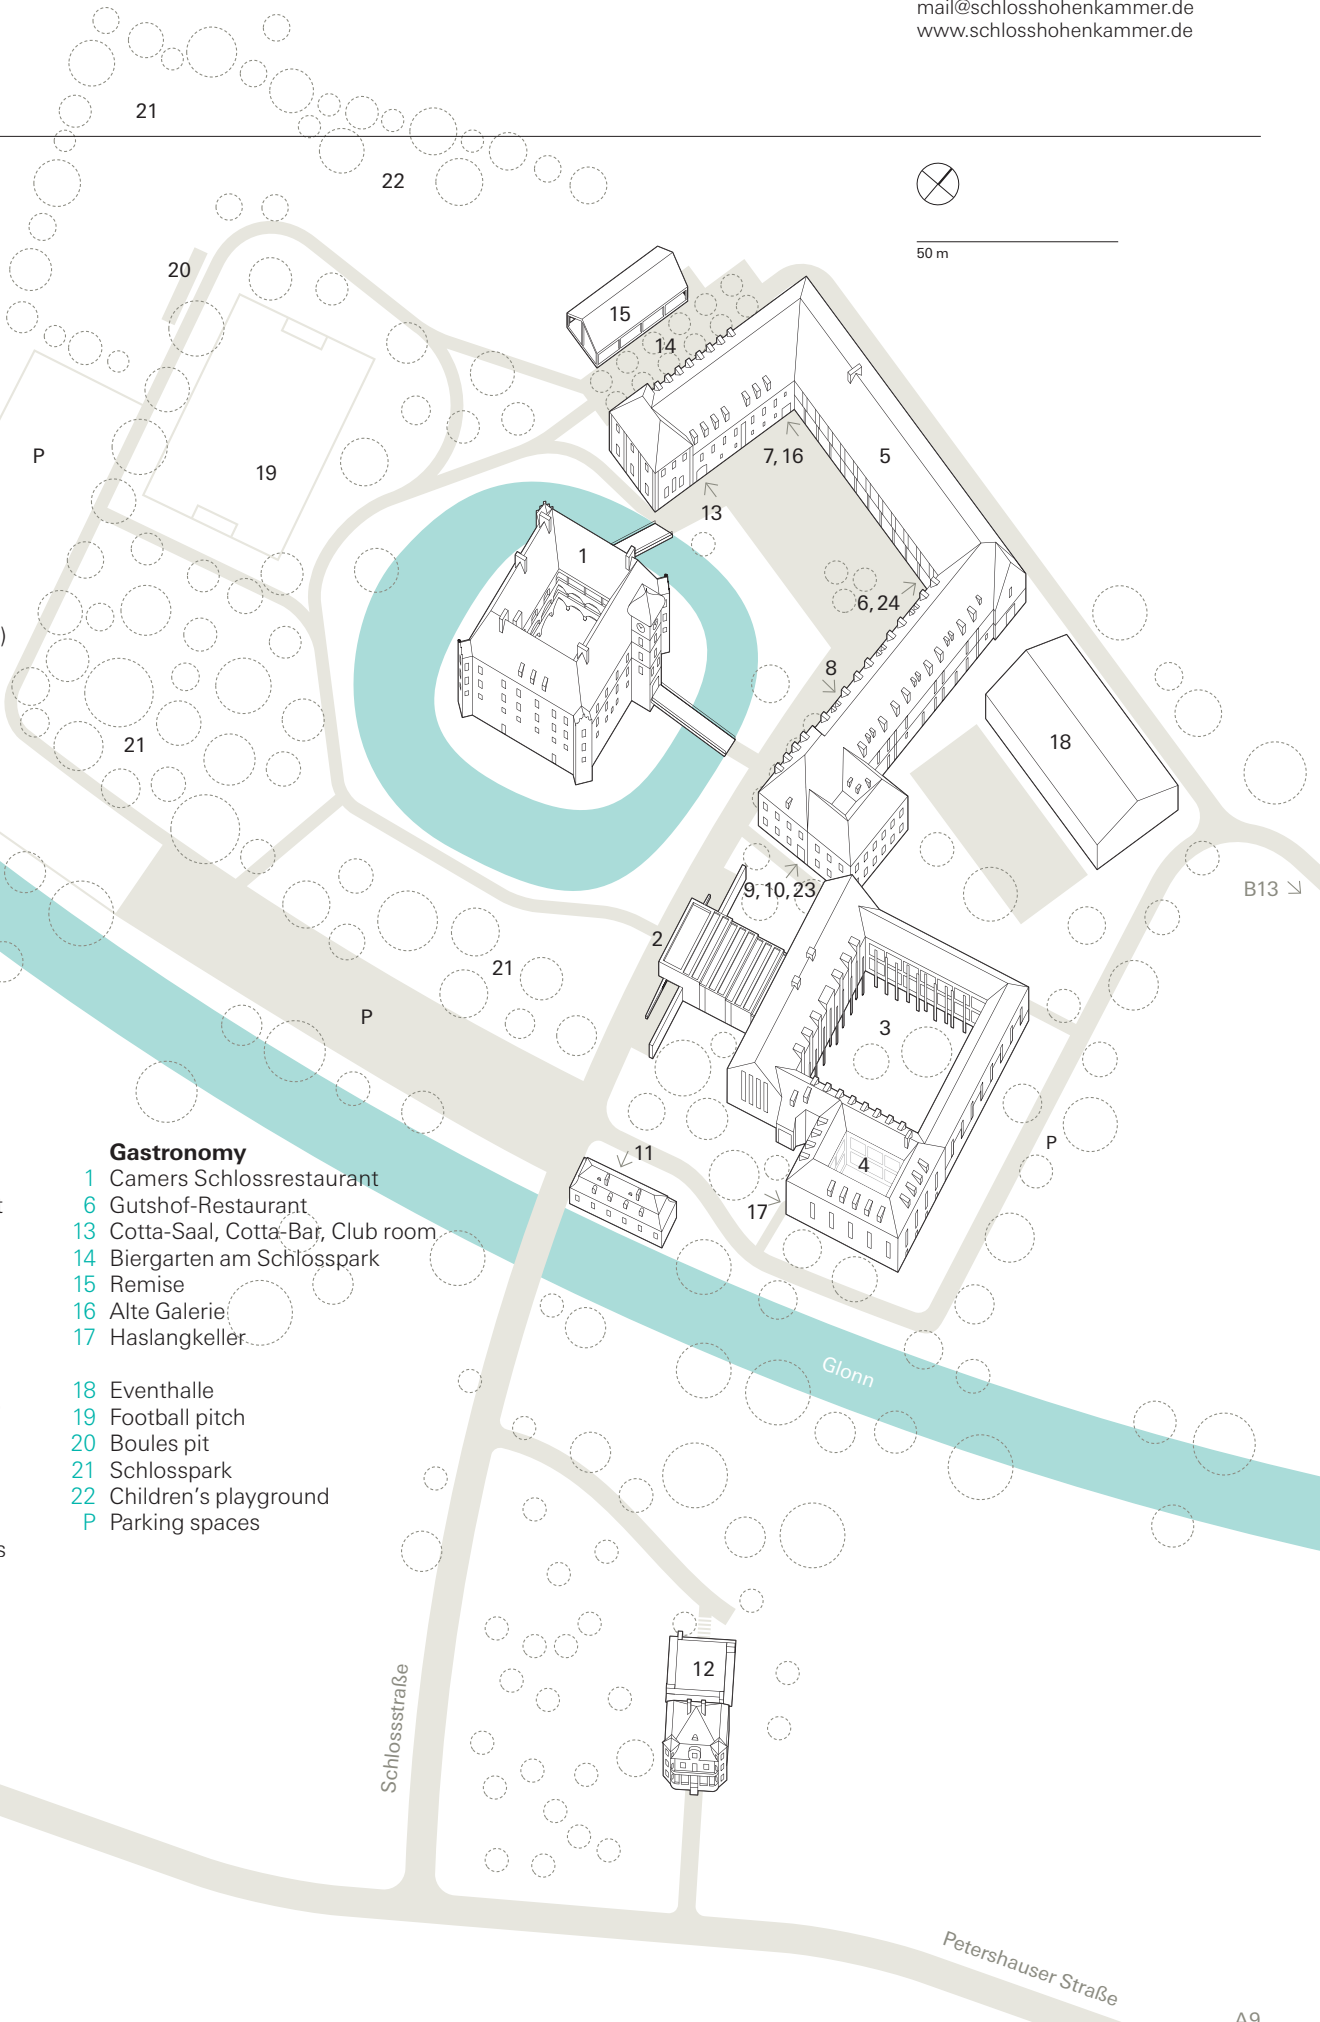 mail@schlosshohenkammer.de
www.schlosshohenkammer.de
21
22
50 m
20
15
14
P
19
7, 16
5
13
1
6, 24
)
8
21
18
B13
9, 10, 23
2
21
3
P
P
11
4
17
Gastronomy
1 Camers Schlossrestaurant
6 Gutshof-Restaurant
13 Cotta-Saal, Cotta-Bar, Club room
14 Biergarten am Schlosspark
15 Remise
16 Alte Galerie
17 Haslangkeller
18 Eventhalle
19 Football pitch
20 Boules pit
21 Schlosspark
22 Children's playground
P Parking spaces
Glonn
s
12
Schlossstraße
Petershauser Straße